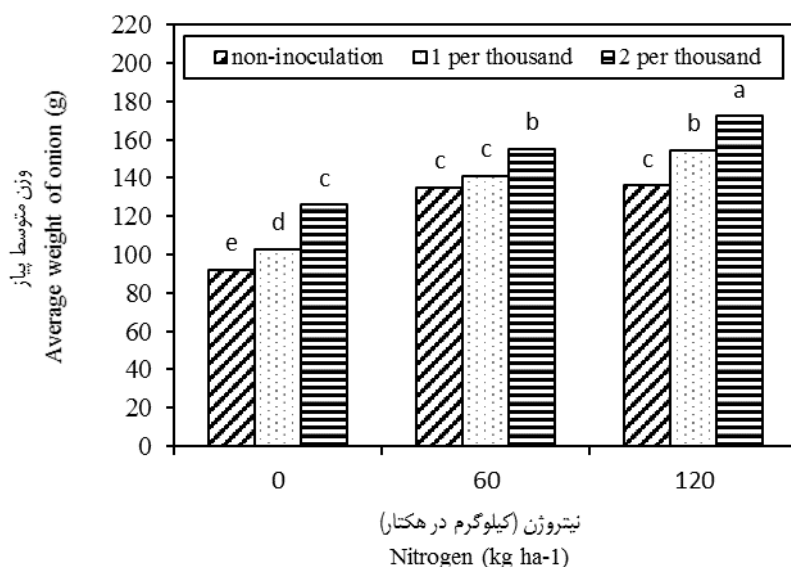 220
200
180
160
140
120
100
80
60
40
20
0
وزن متوسط پیاز
Average weight of onion (g)
non-inoculation 1 per thousand 2 per thousand
e d c
c c b
c b a
0 60 120
نیتروژن (کیلوگرم در هکتار)
Nitrogen (kg ha-1)